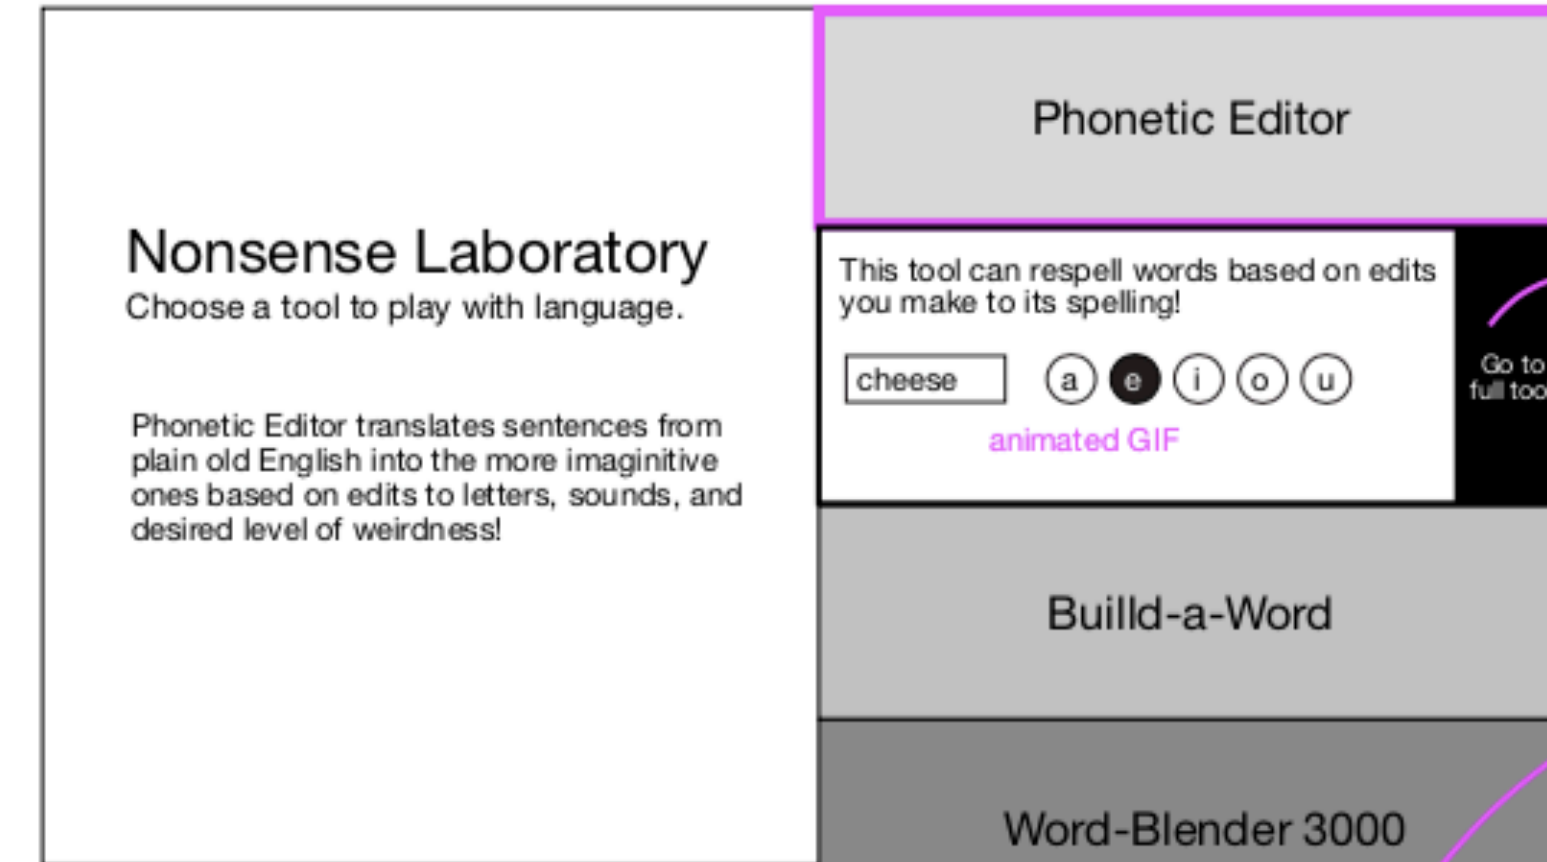 Nonsense Laboratory
Choose a tool to play with language.
Phonetic Editor translates sentences from
plain old English into the more imaginitive
ones based on edits to letters, sounds, and
desired level of weirdness!
Phonetic Editor
This tool can respell words based on edits
you make to its spelling!
cheese a e i o u
animated GIF
Go to
full
Builld-a-Word
Word-Blender 3000